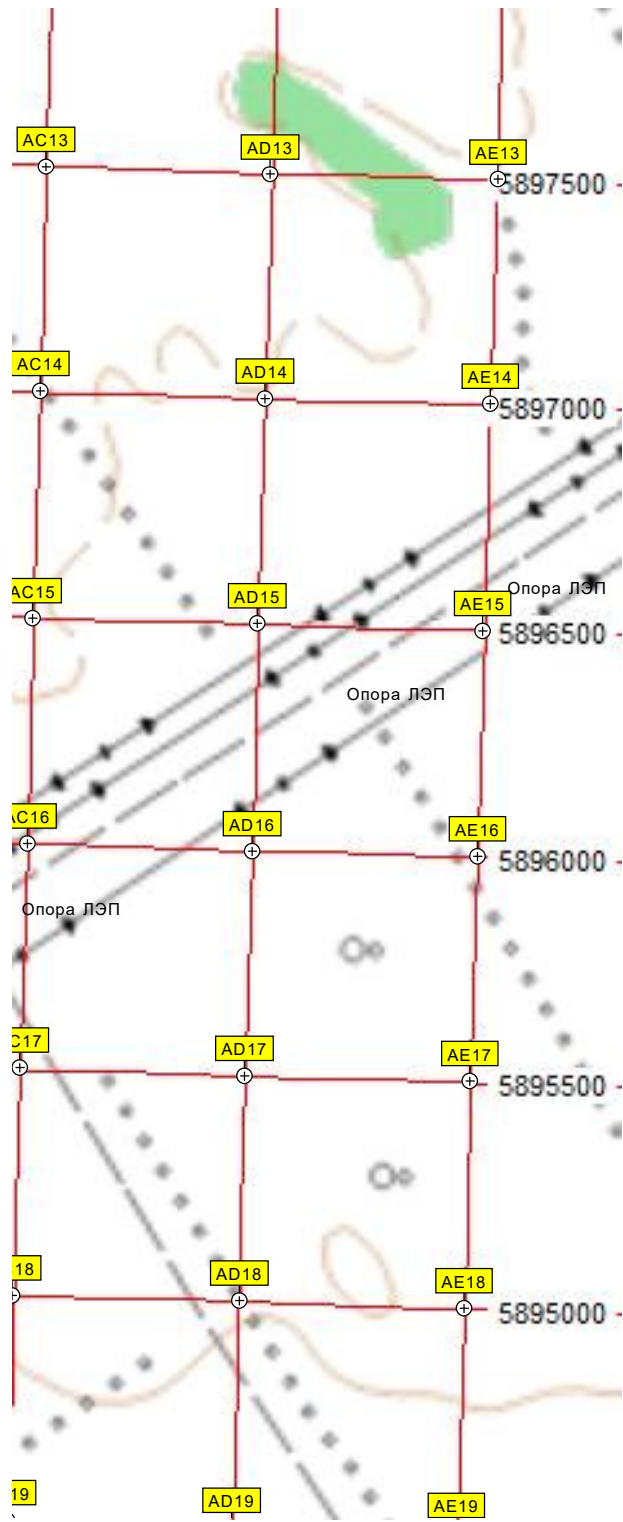 AC13
AD13
AE13
5897500
AC14
AD14
AE14
5897000
AC15
AD15
AE15
Опора ЛЭП
5896500
Опора ЛЭП
AC16
AD16
AE16
5896000
Опора ЛЭП
C17
AD17
AE17
5895500
18
AD18
AE18
5895000
19
AD19
AE19